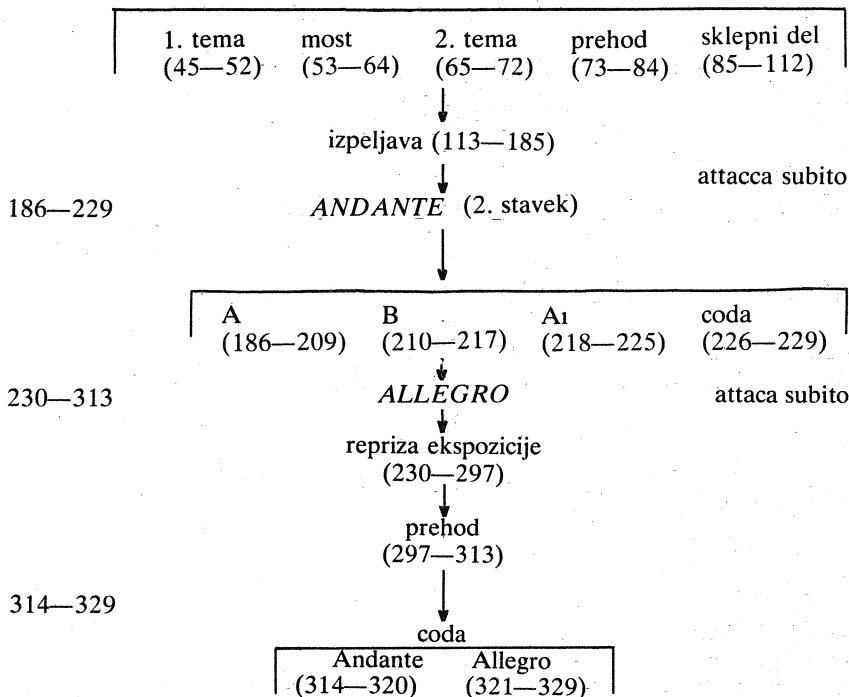 1. tema most 2. tema prehod sklepni del
(45—52) (53—64) (65—72) (73—84) (85—112)
izpeljava (113—185)
attacca subito
186—229 ANDANTE (2. stavek)
A B A1 coda
(186—209) (210—217) (218—225) (226—229)
230—313 ALLEGRO attaca subito
repriza ekspozicije
(230—297)
prehod
(297—313)
314—329
coda
Andante Allegro
(314—320) (321—329)